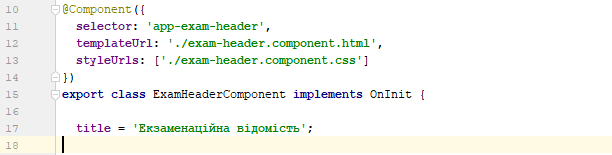 10 @Component({
11 selector: 'app-exam-header',
12 templateUrl: './exam-header.component.html',
13 styleUrls: ['./exam-header.component.css']
14 })
15 export class ExamHeaderComponent implements OnInit {
16
17 title = 'Екзаменаційна відомість';
18